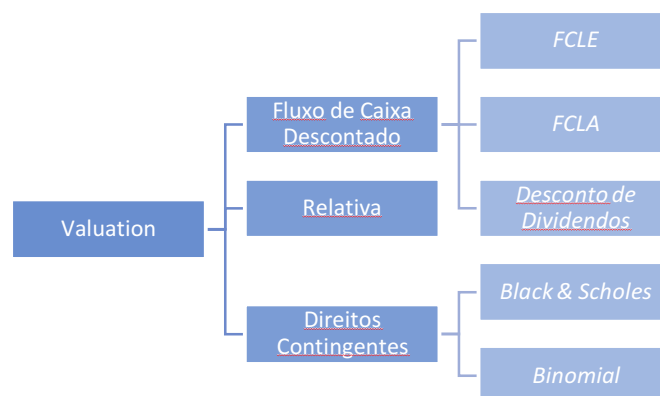 Valuation
Fluxo de Caixa
Descontado
Relativa
Direitos
Contingentes
FCLE
FCLA
Desconto de
Dividendos
Black & Scholes
Binomial